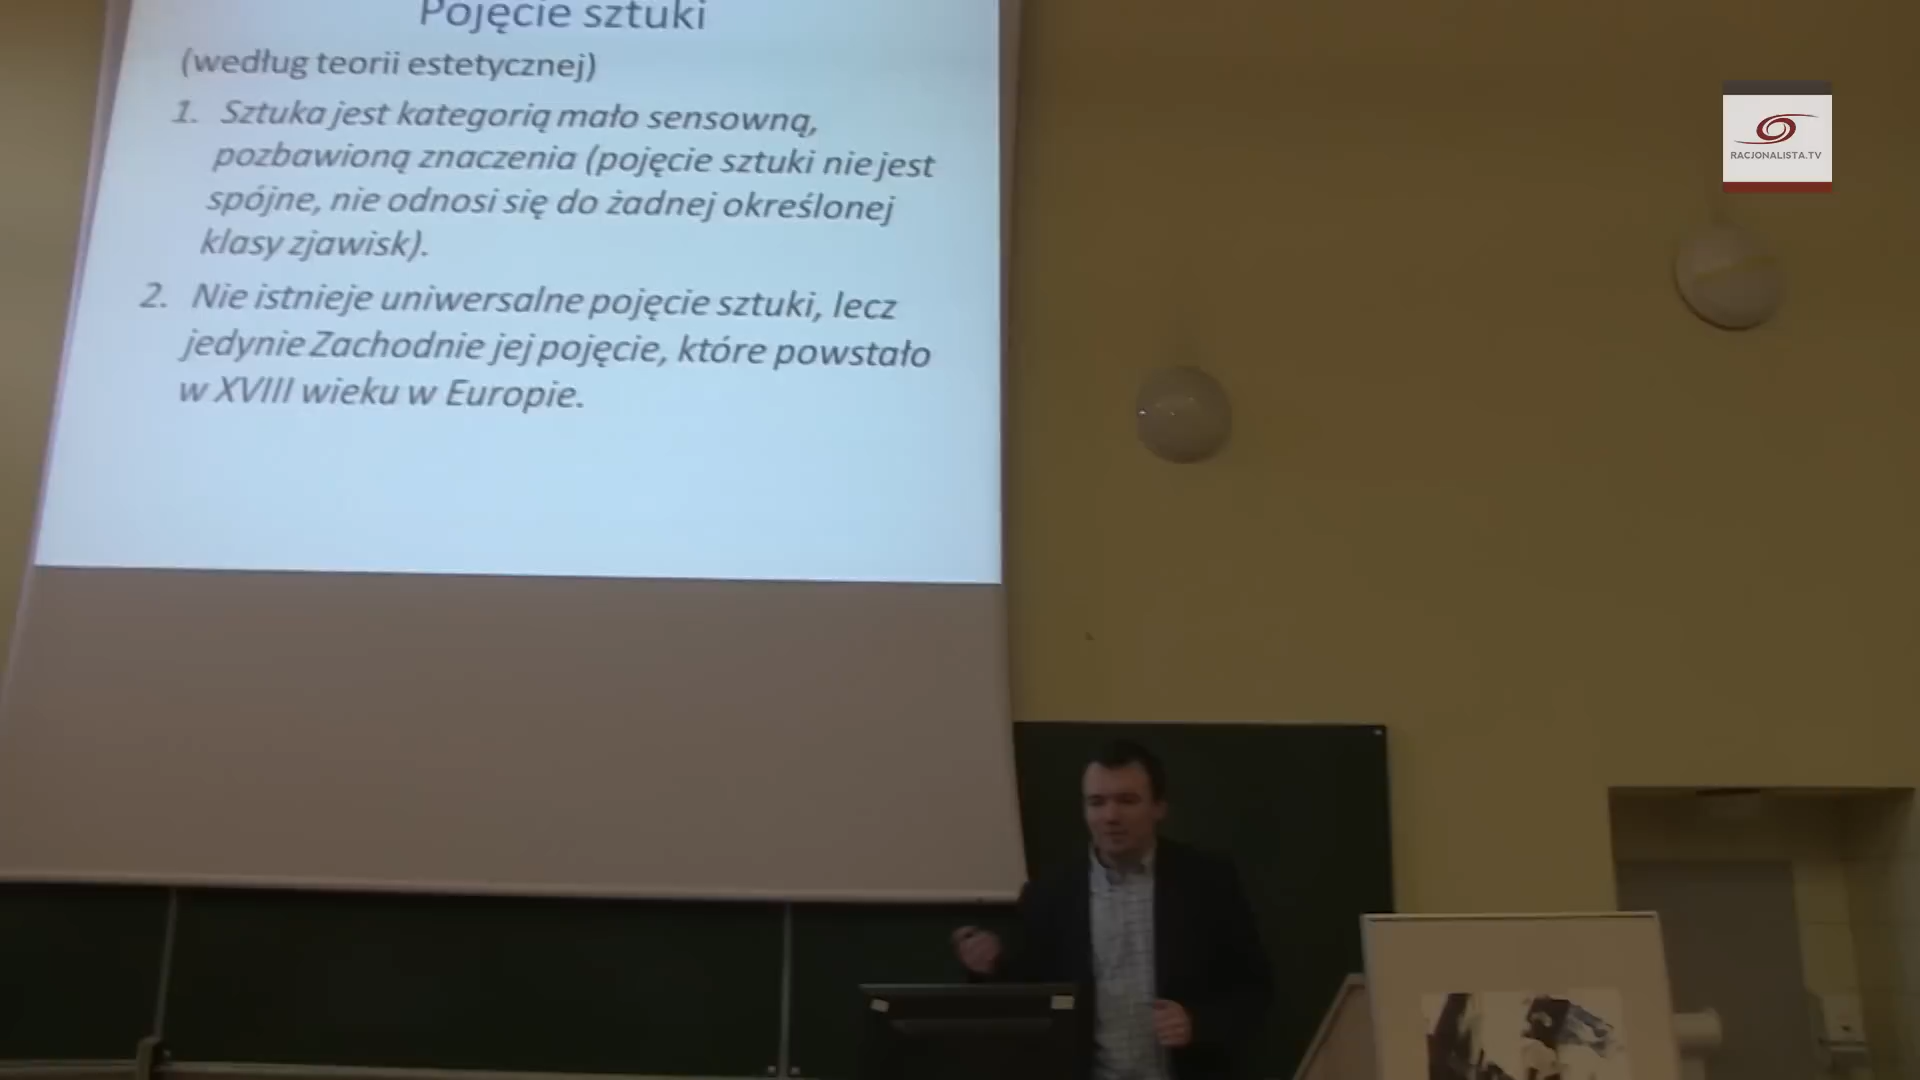 Pojęcie sztuki
(według teorii estetycznej)
1. Sztuka jest kategorią mało sensowną,
pozbawioną znaczenia (pojęcie sztuki nie jest
spójne, nie odnosi się do żadnej określonej
klasy zjawisk).
2. Nie istnieje uniwersalne pojęcie sztuki, lecz
jedynie Zachodnie jej pojęcie, które powstało
w XVIII wieku w Europie.
RACJONALISTA.TV